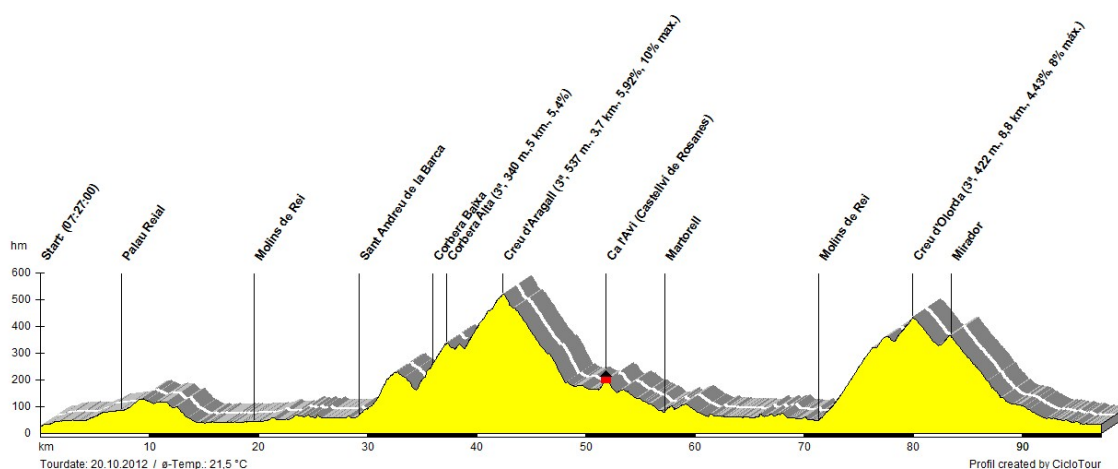 Start (07:27:00)
Palau Reial
Molins de Rei
Sant Andreu de la Barca
Corbera Baixa
Corbera Alta (3ª, 340 m.,5 km., 5,4%)
Creu d'Aragall (3ª, 537 m., 3,7 km., 5,92%, 10% max.)
Ca l'Avi (Castellví de Rosanes)
Martorell
Molins de Rei
Creu d'Olorda (3ª, 422 m., 8,8 km., 4,43%, 8% máx.)
Mirador
hm
600
500
400
300
200
100
0
km 10 20 30 40 50 60 70 80 90
Tourdate: 20.10.2012 / ø-Temp.: 21,5 °C
Profil created by CicloTour